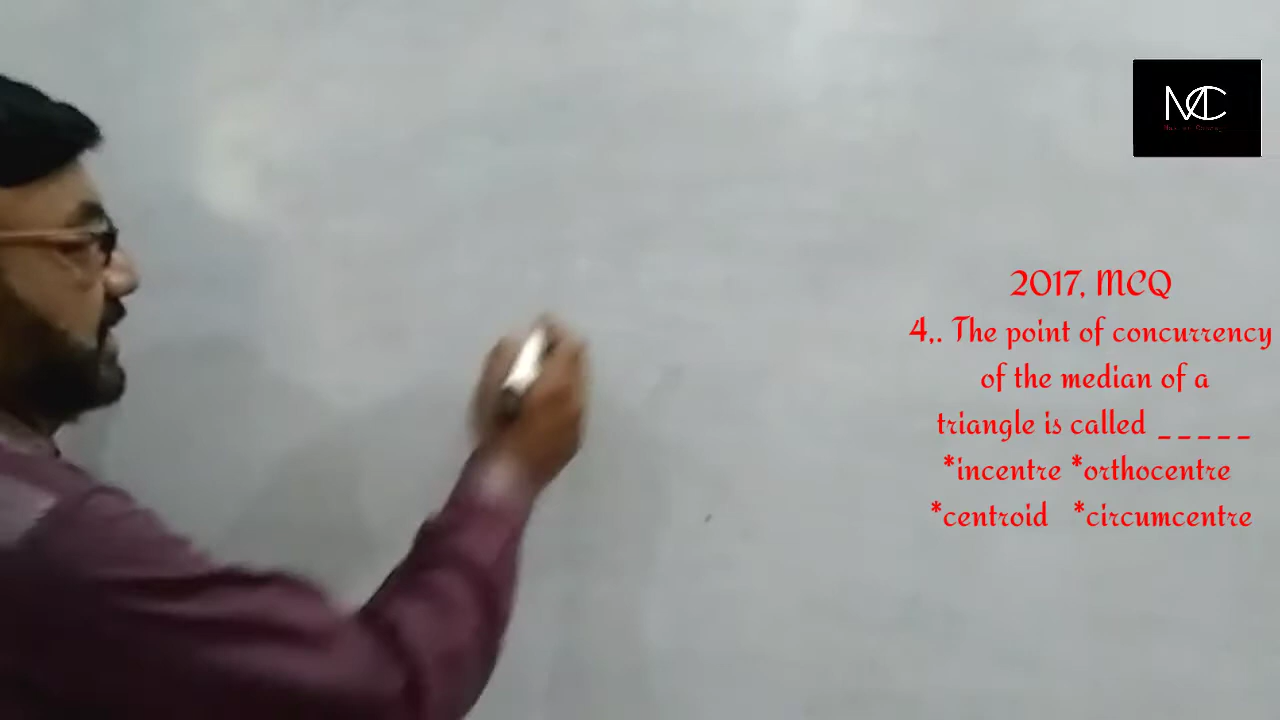 MC
2017, MCQ
4,. The point of concurrency
of the median of a
triangle is called _ _ _ _ _
*incentre *orthocentre
*centroid *circumcentre